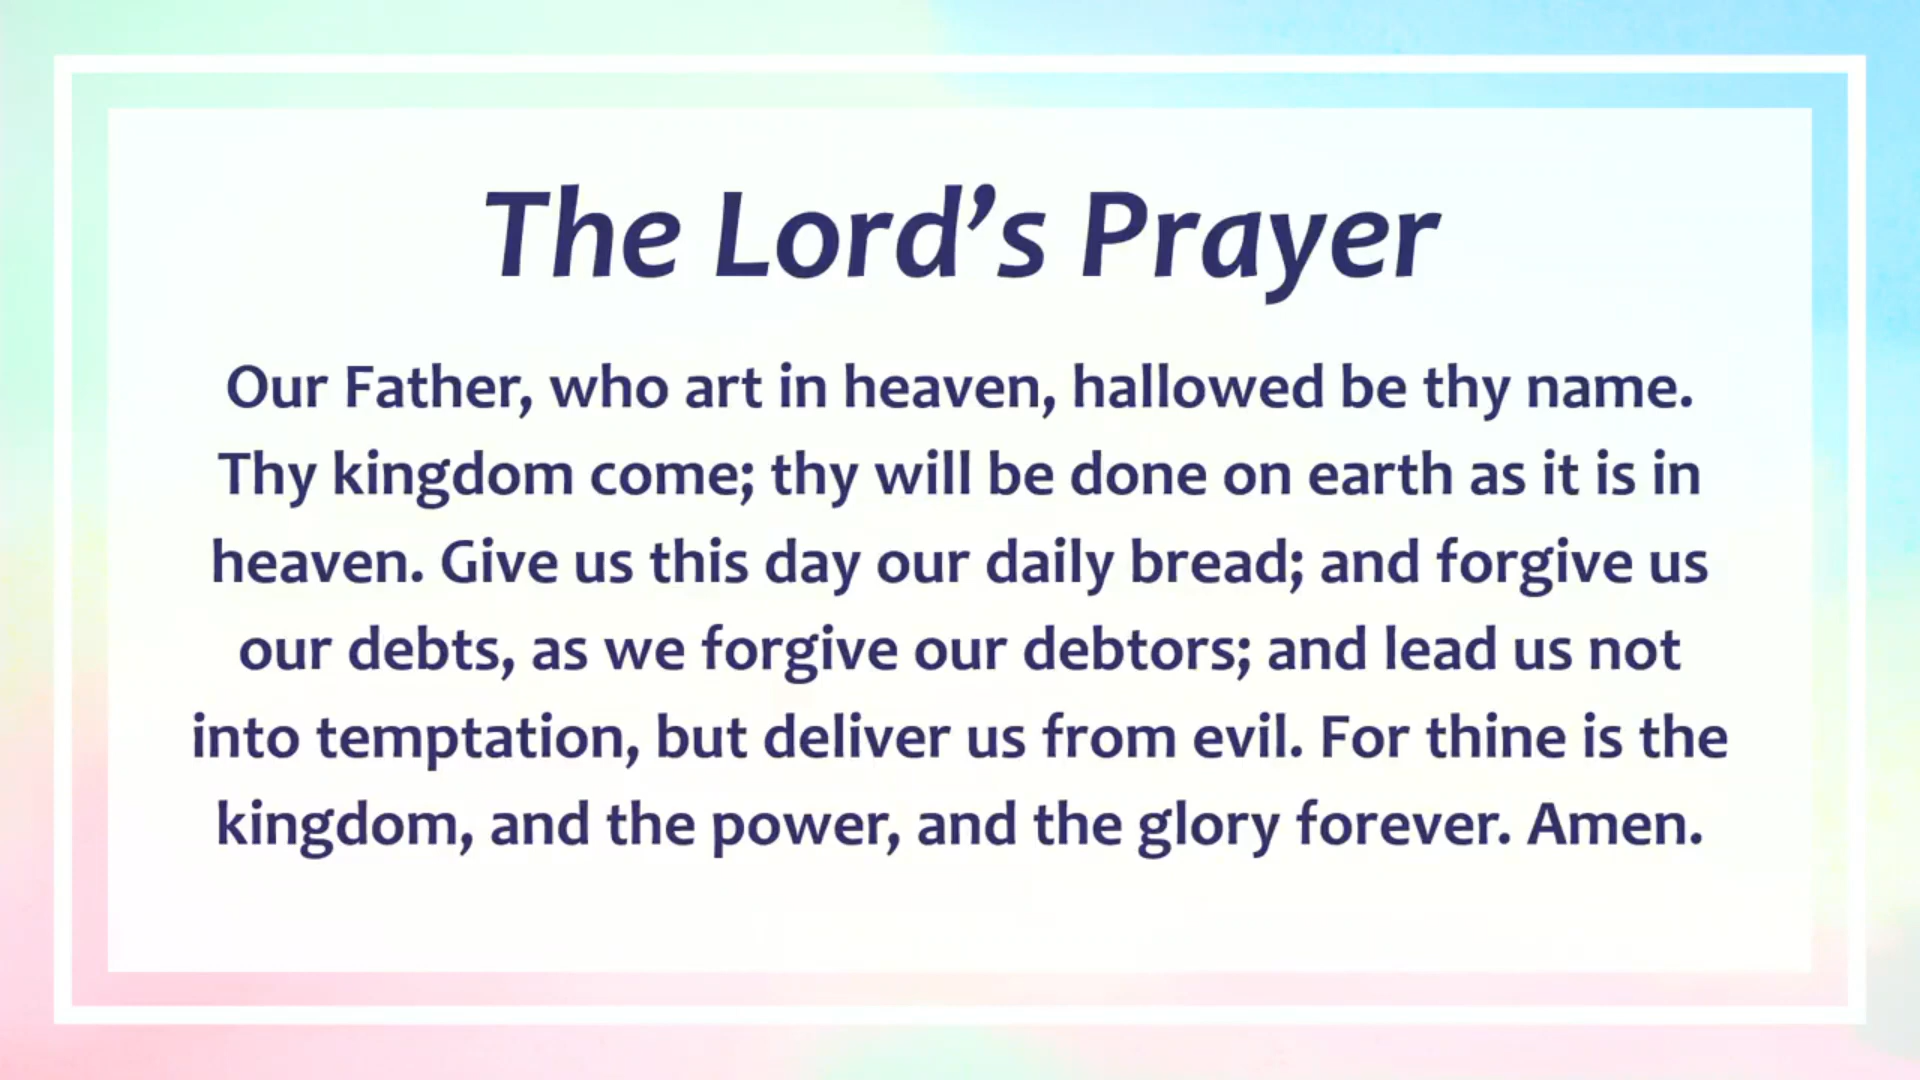 The Lord’s Prayer
Our Father, who art in heaven, hallowed be thy name.
Thy kingdom come; thy will be done on earth as it is in
heaven. Give us this day our daily bread; and forgive us
our debts, as we forgive our debtors; and lead us not
into temptation, but deliver us from evil. For thine is the
kingdom, and the power, and the glory forever. Amen.